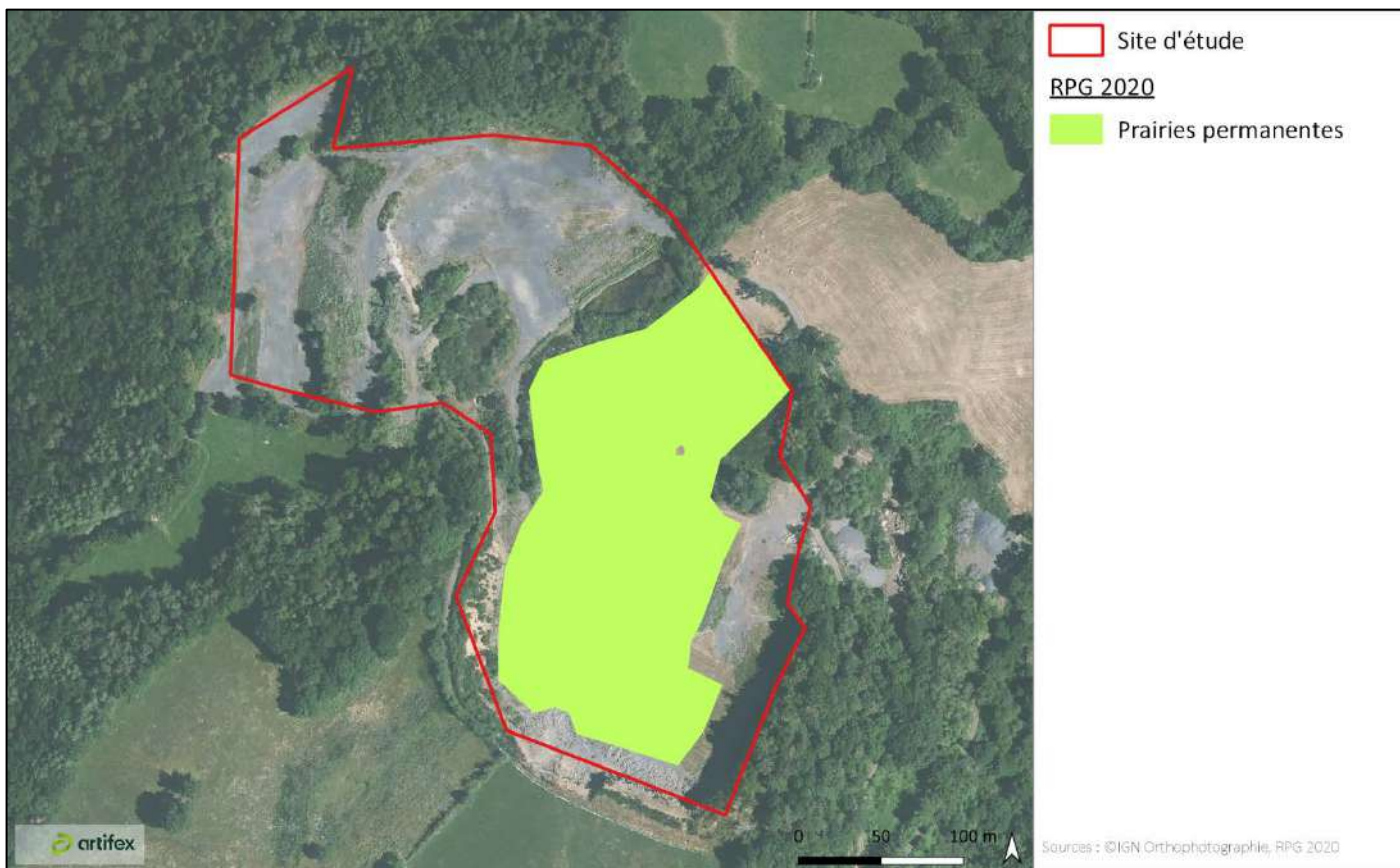 Site d'étude
RPG 2020
Prairies permanentes
artifex
0 50 100 m
Sources : ©IGN Orthophotographie, RPG 2020